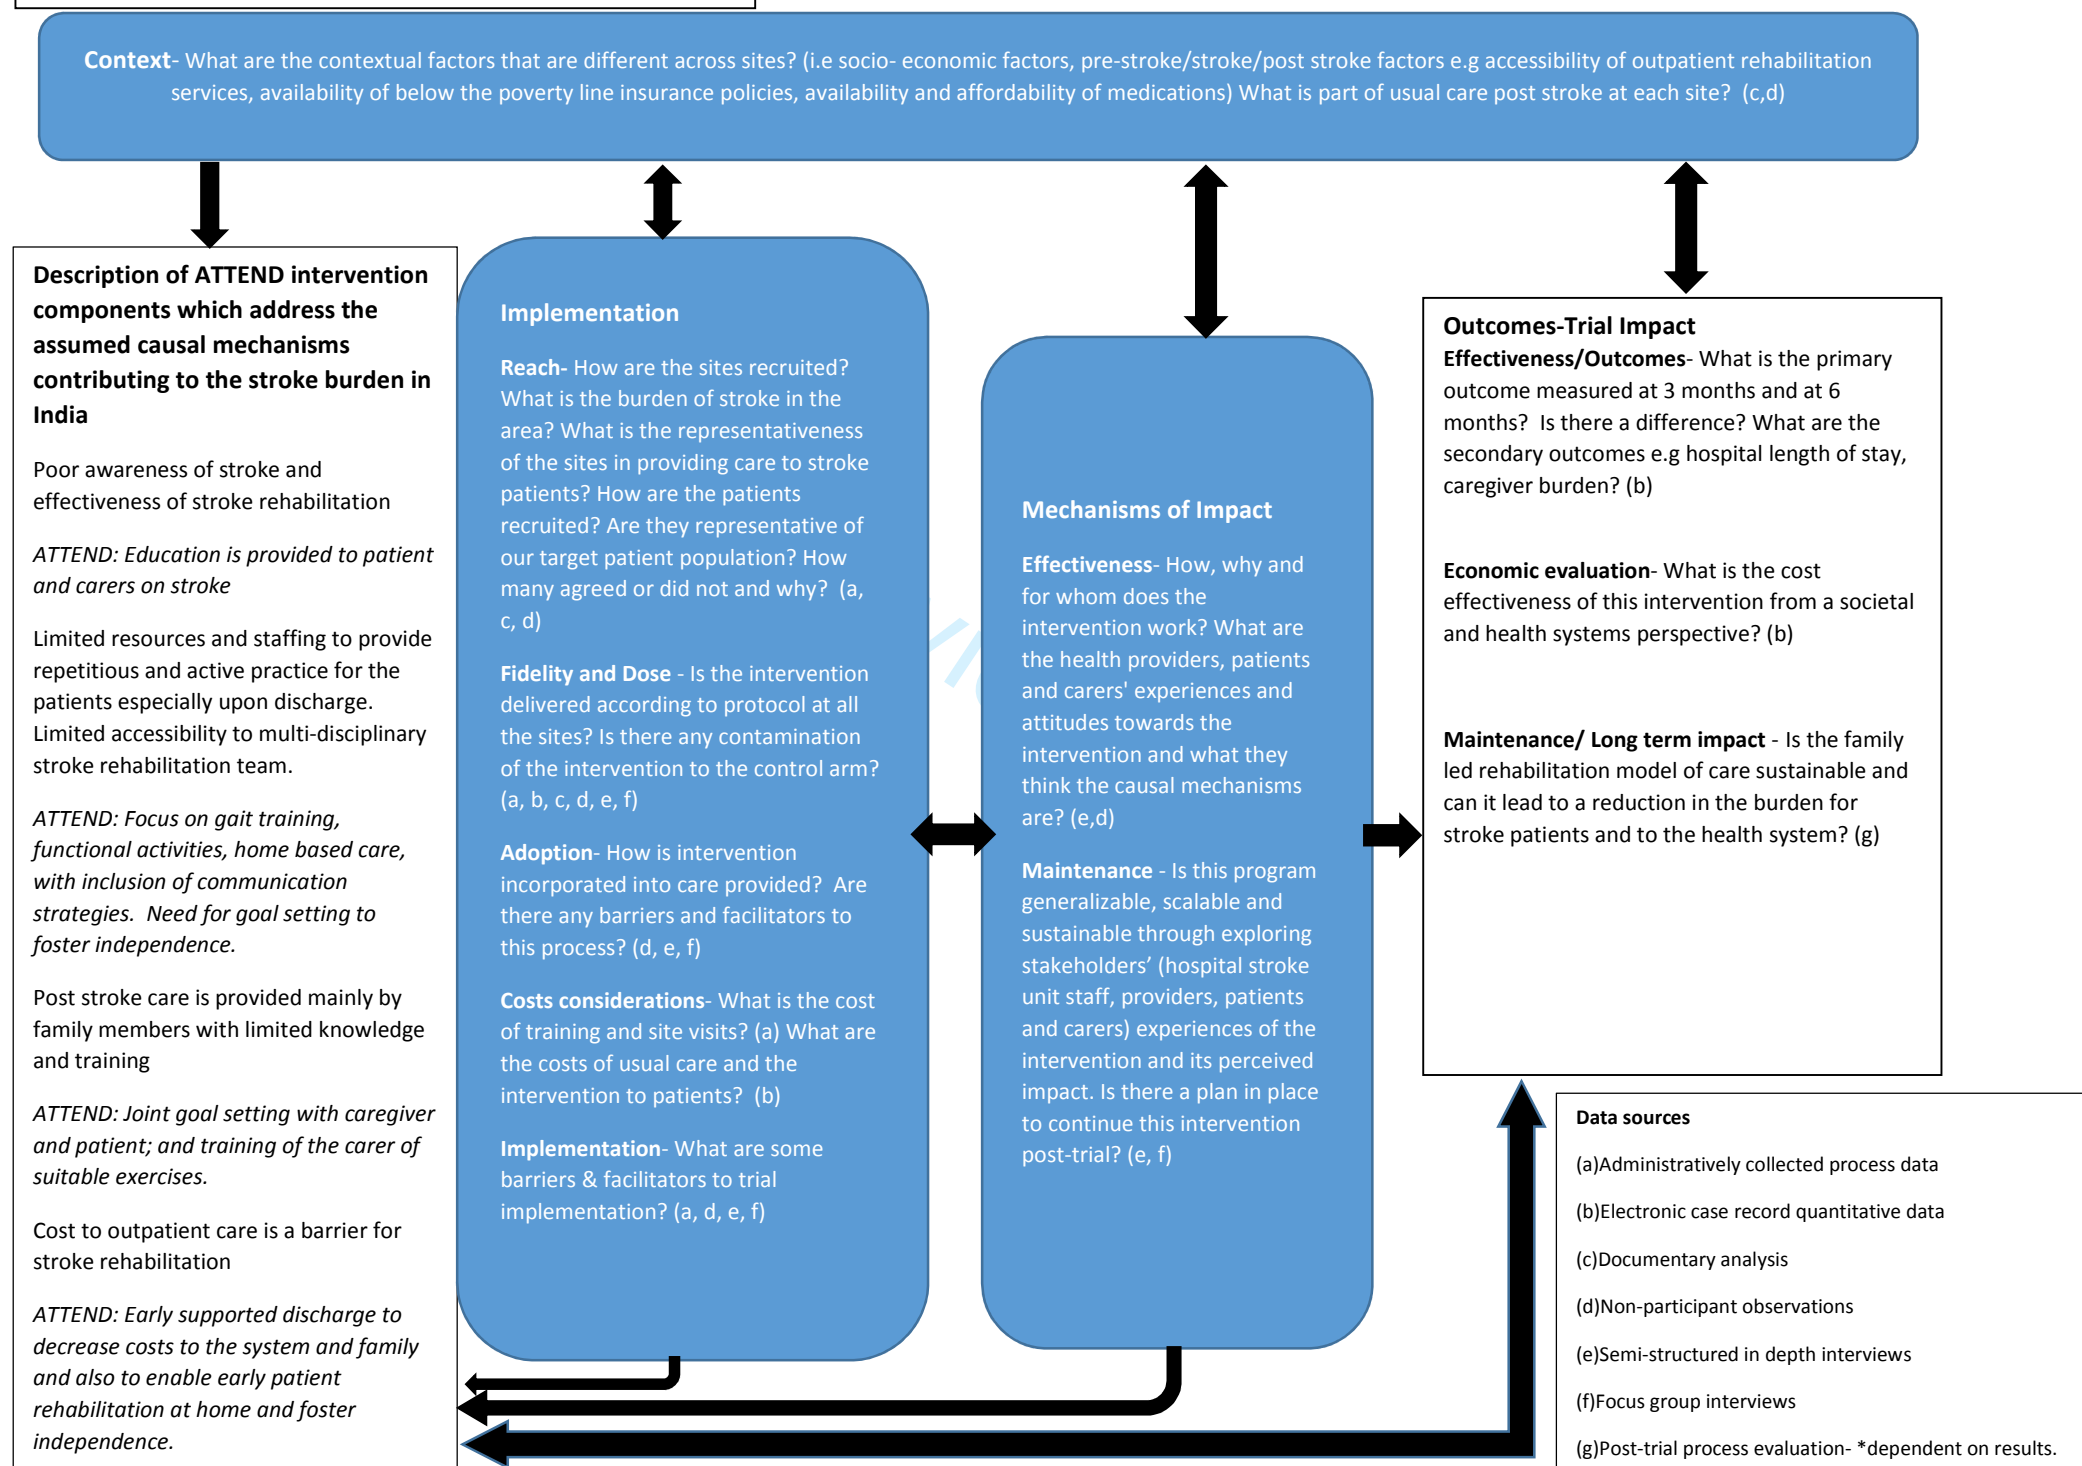 Context- What are the contextual factors that are different across sites? (i.e socio- economic factors, pre-stroke/stroke/post stroke factors e.g accessibility of outpatient rehabilitation
services, availability of below the poverty line insurance policies, availability and affordability of medications) What is part of usual care post stroke at each site?  (c,d)
Description of ATTEND intervention
components which address the
assumed causal mechanisms
contributing to the stroke burden in
India
Poor awareness of stroke and
effectiveness of stroke rehabilitation
ATTEND: Education is provided to patient
and carers on stroke
Limited resources and staffing to provide
repetitious and active practice for the
patients especially upon discharge.
Limited accessibility to multi-disciplinary
stroke rehabilitation team.
ATTEND: Focus on gait training,
functional activities, home based care,
with inclusion of communication
strategies.  Need for goal setting to
foster independence.
Post stroke care is provided mainly by
family members with limited knowledge
and training
ATTEND: Joint goal setting with caregiver
and patient; and training of the carer of
suitable exercises.
Cost to outpatient care is a barrier for
stroke rehabilitation
ATTEND: Early supported discharge to
decrease costs to the system and family
and also to enable early patient
rehabilitation at home and foster
independence.
Implementation
Reach- How are the sites recruited?
What is the burden of stroke in the
area? What is the representativeness
of the sites in providing care to stroke
patients? How are the patients
recruited? Are they representative of
our target patient population? How
many agreed or did not and why?  (a,
c, d)
Fidelity and Dose - Is the intervention
delivered according to protocol at all
the sites? Is there any contamination
of the intervention to the control arm?
(a, b, c, d, e, f)
Adoption- How is intervention
incorporated into care provided?  Are
there any barriers and facilitators to
this process? (d, e, f)
Costs considerations- What is the cost
of training and site visits? (a) What are
the costs of usual care and the
intervention to patients?  (b)
Implementation- What are some
barriers & facilitators to trial
implementation? (a, d, e, f)
Mechanisms of Impact
Effectiveness- How, why and
for whom does the
intervention work? What are
the health providers, patients
and carers' experiences and
attitudes towards the
intervention and what they
think the causal mechanisms
are? (e,d)
Maintenance - Is this program
generalizable, scalable and
sustainable through exploring
stakeholders’ (hospital stroke
unit staff, providers, patients
and carers) experiences of the
intervention and its perceived
impact. Is there a plan in place
to continue this intervention
post-trial? (e, f)
Outcomes-Trial Impact
Effectiveness/Outcomes- What is the primary
outcome measured at 3 months and at 6
months?  Is there a difference? What are the
secondary outcomes e.g hospital length of stay,
caregiver burden? (b)
Economic evaluation- What is the cost
effectiveness of this intervention from a societal
and health systems perspective? (b)
Maintenance/ Long term impact - Is the family
led rehabilitation model of care sustainable and
can it lead to a reduction in the burden for
stroke patients and to the health system? (g)
Data sources
(a)Administratively collected process data
(b)Electronic case record quantitative data
(c)Documentary analysis
(d)Non-participant observations
(e)Semi-structured in depth interviews
(f)Focus group interviews
(g)Post-trial process evaluation- *dependent on results.